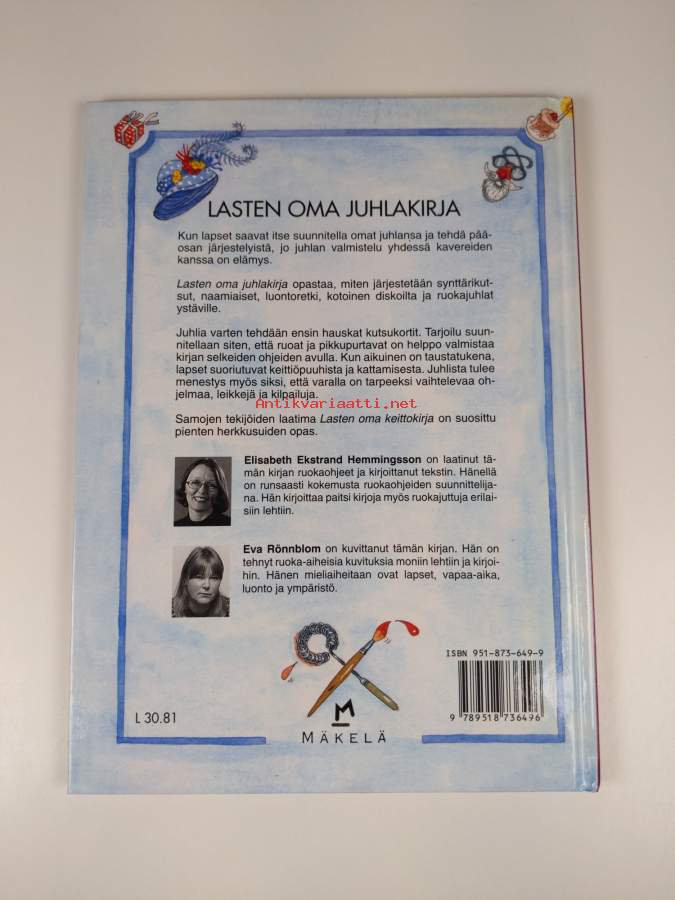 LASTEN OMA JUHLAKIRJA
Kun lapset saavat itse suunnitella omat juhlansa ja tehdä pää-
osan järjestelyistä, jo juhlan valmistelu yhdessä kavereiden
kanssa on elämys.
Lasten oma juhlakirja opastaa, miten järjestetään synttärikut-
sut, naamiaiset, luontoretki, kotoinen diskoilta ja ruokajuhlat
ystäville.
Juhlia varten tehdään ensin hauskat kutsukortit. Tarjoilu suun-
nitellaan siten, että ruoat ja pikkupurtavat on helppo valmistaa
kirjan selkeiden ohjeiden avulla. Kun aikuinen on taustatukena,
lapset suoriutuvat keittiöpuuhista ja kattamisesta. Juhlista tulee
menestys myös siksi, että varalla on tarpeeksi vaihtelevaa oh-
jelmaa, leikkejä ja kilpailuja.
Antikvariaatti.net
Samojen tekijöiden laatima Lasten oma keittokirja on suosittu
pienten herkkusuiden opas.
Elisabeth Ekstrand Hemmingsson on laatinut tä-
män kirjan ruokaohjeet ja kirjoittanut tekstin. Hänellä
on runsaasti kokemusta ruokaohjeiden suunnittelija-
na. Hän kirjoittaa paitsi kirjoja myös ruokajuttuja erilai-
siin lehtiin.
Eva Rönnblom on kuvittanut tämän kirjan. Hän on
tehnyt ruoka-aiheisia kuvituksia moniin lehtiin ja kirjoi-
hin. Hänen mieliaiheitaan ovat lapset, vapaa-aika,
luonto ja ympäristö.
ISBN 951-873-649-9
9 789518 736496
L 30.81
M
MÄKELÄ